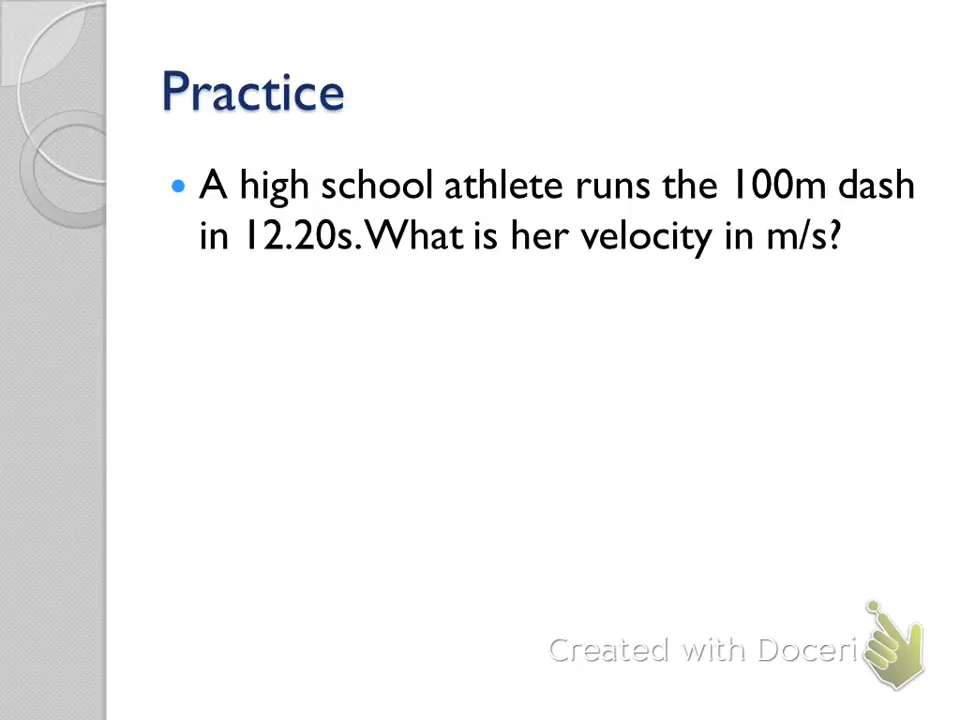 Practice
• A high school athlete runs the 100m dash
in 12.20s. What is her velocity in m/s?
Created with Doceri